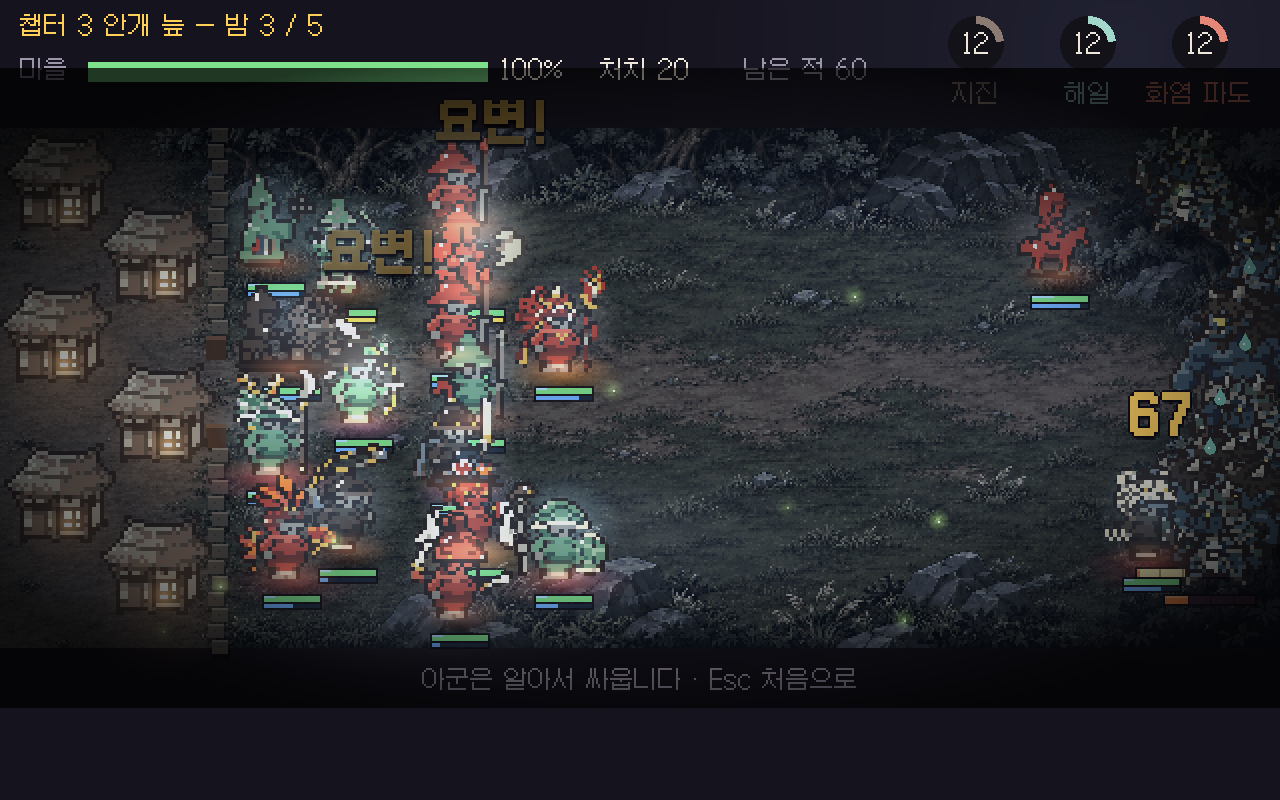 챕터 3 안개 늪 – 밤 3 / 5
마을 100% 처치 20 남은 적 60
12 12 12
지진 해일 화염 파도
요변!
요변!
67
아군은 알아서 싸웁니다 · Esc 처음으로